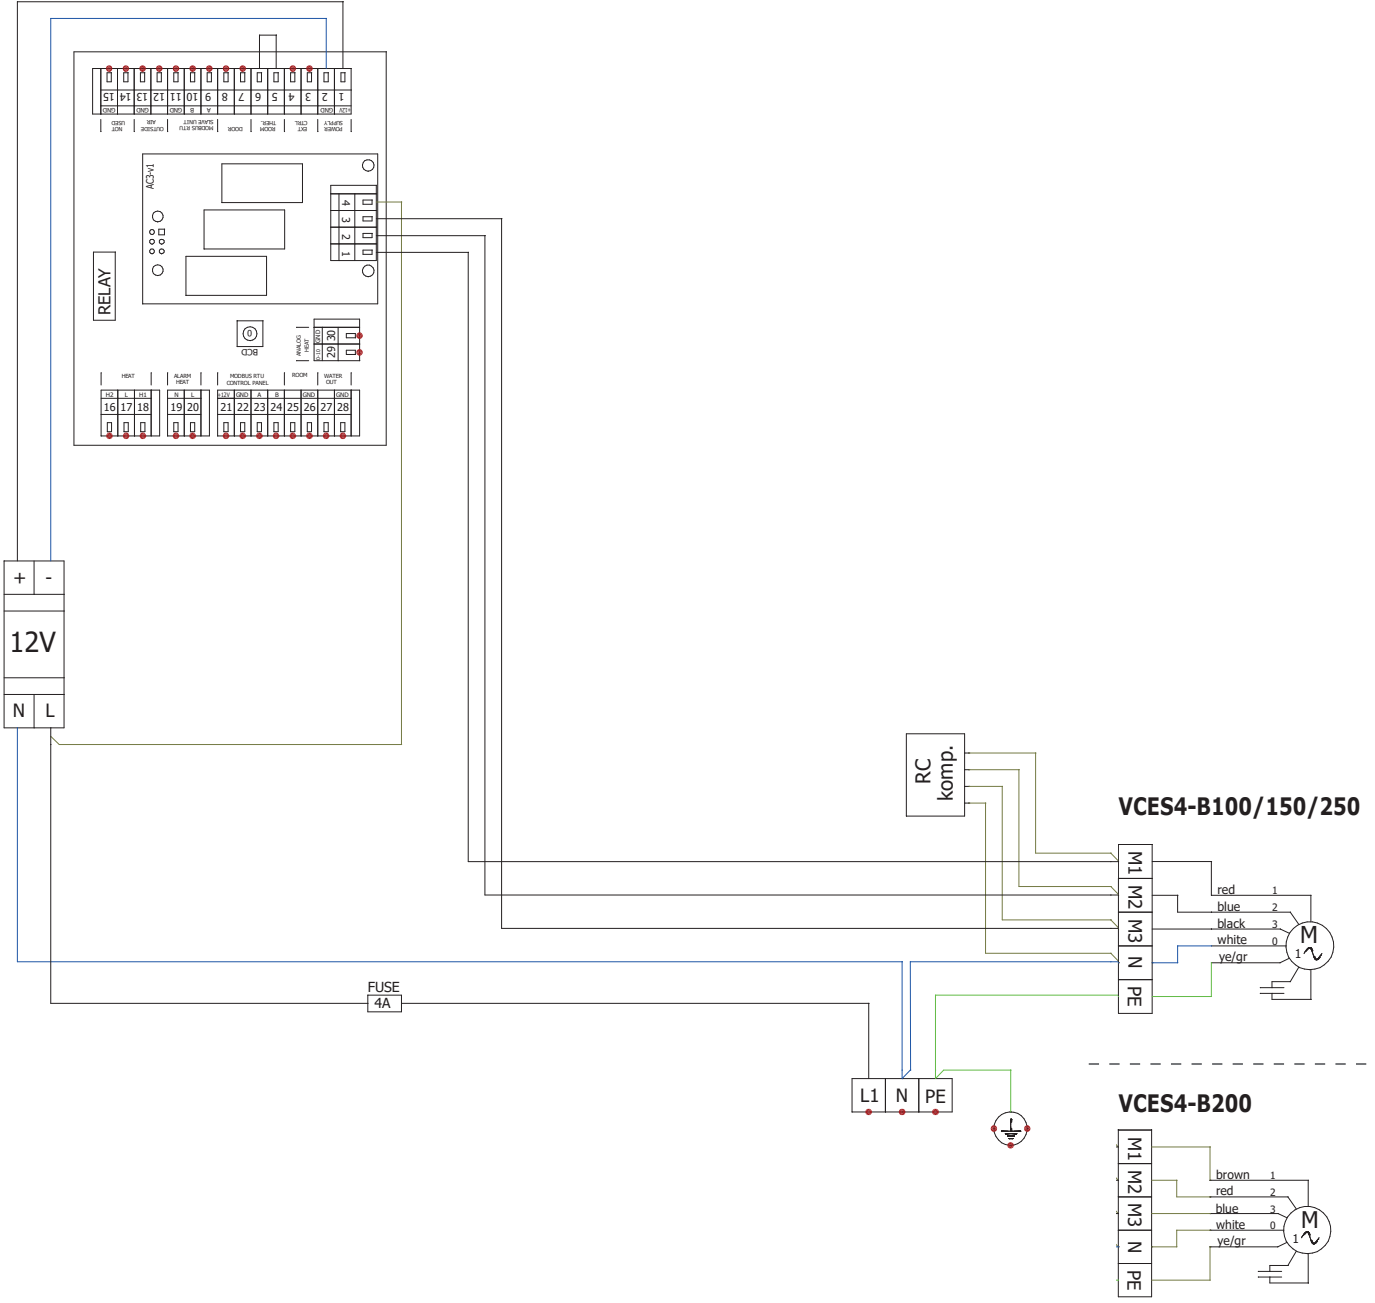 15 14 13 12 11 10 9 8 7 6 5 4 3 2 1
GND GND GND B A GND +12V
NOT USED
OUTSIDE AIR
MODBUS RTU SLAVE UNIT
DOOR
ROOM THER.
EXT CTRL
POWER SUPPLY
AC3-v1
4
3
2
1
RELAY
0
BCD
ANALOG HEAT
0-10 GND
29 30
HEAT
ALARM HEAT
MODBUS RTU CONTROL PANEL
ROOM
WATER OUT
H2 L H1 N L +12V GND A B GND GND
16 17 18 19 20 21 22 23 24 25 26 27 28
+ -
12V
N L
RC komp.
VCES4-B100/150/250
M1
M2
M3
N
PE
red 1
blue 2
black 3
white 0
ye/gr
M
1
FUSE
4A
L1 N PE
VCES4-B200
M1
M2
M3
N
PE
brown 1
red 2
blue 3
white 0
ye/gr
M
1